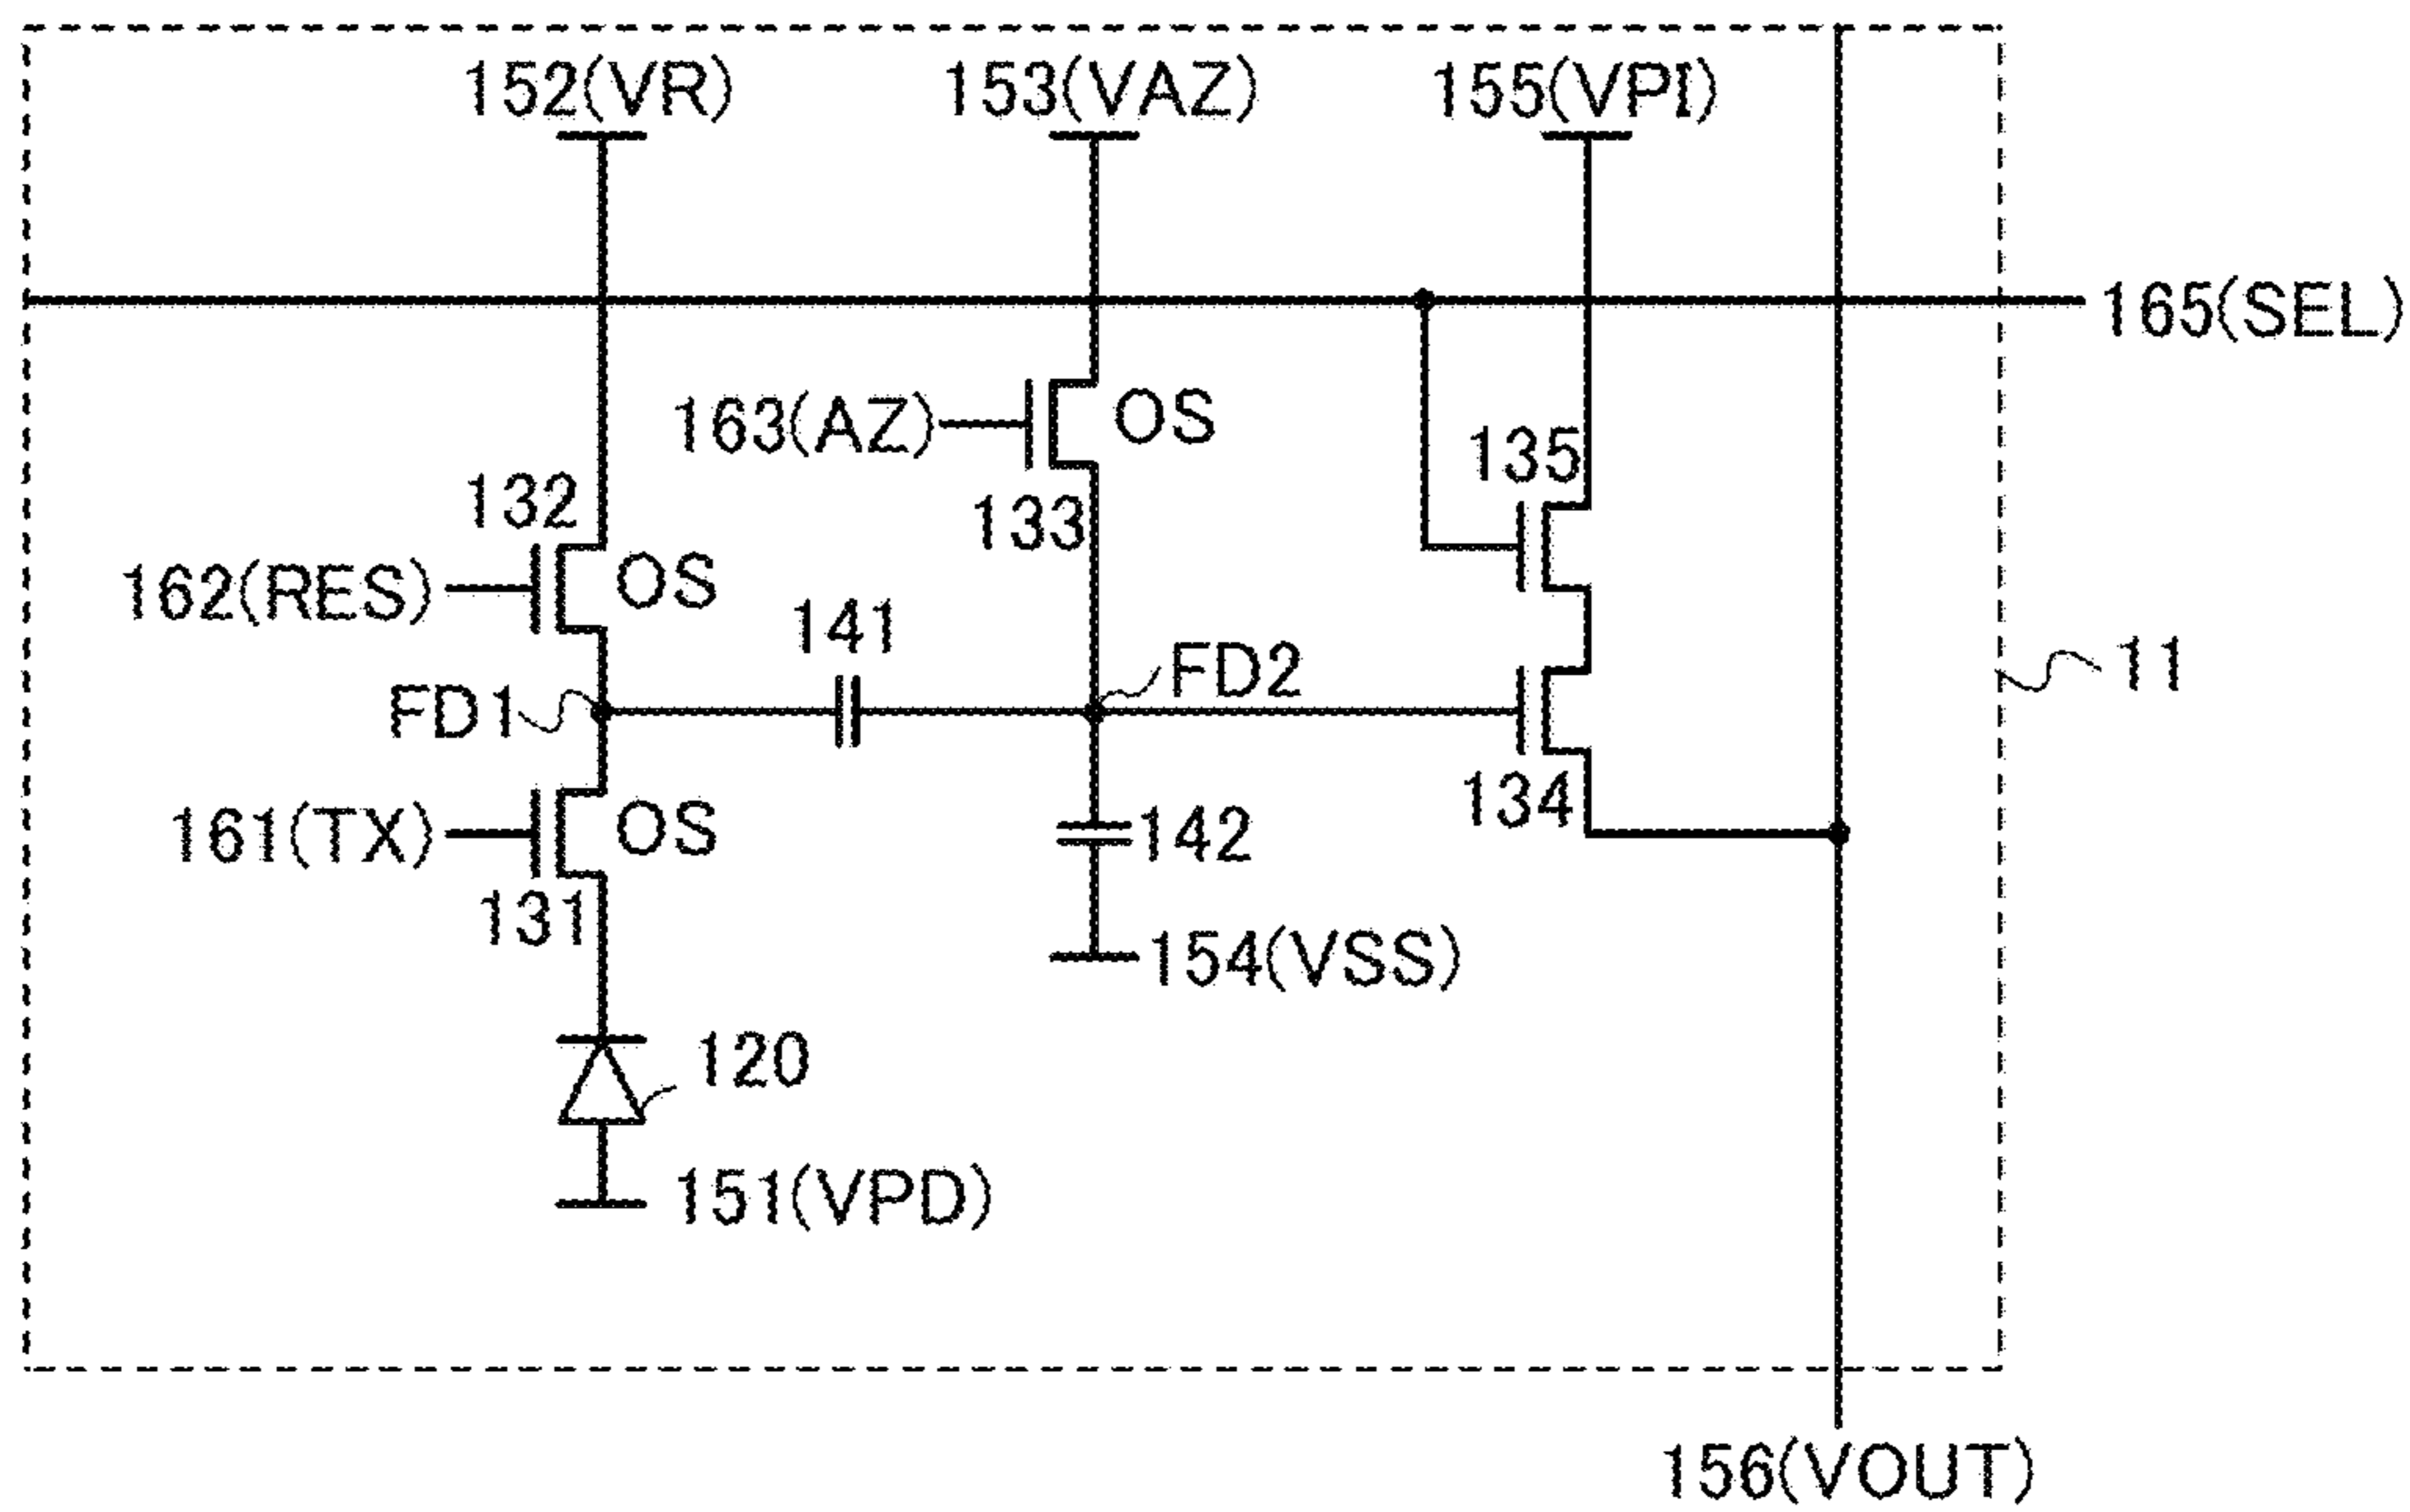 152(VR)
153(VAZ)
155(VPI)
165(SEL)
163(AZ)
OS
135
132
133
162(RES)
OS
141
FD2
11
FD1
161(TX)
OS
134
142
131
154(VSS)
120
151(VPD)
156(VOUT)